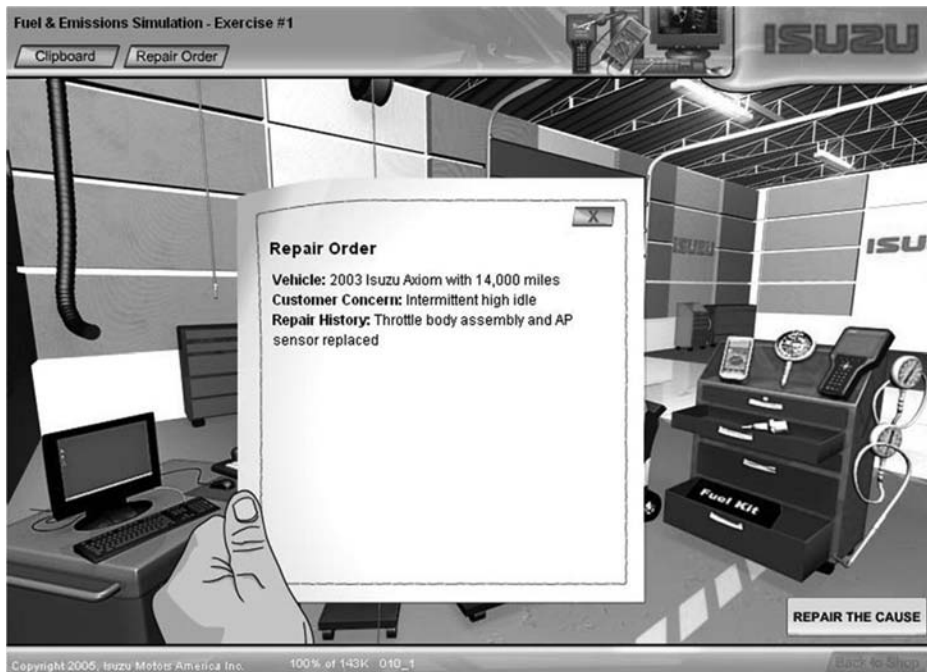 Fuel & Emissions Simulation - Exercise #1
ISUZU
Clipboard
Repair Order
X
Repair Order
Vehicle: 2003 Isuzu Axiom with 14,000 miles
Customer Concern: Intermittent high idle
Repair History: Throttle body assembly and AP
sensor replaced
ISUZU
ISU
Fuel Kit
REPAIR THE CAUSE
Copyright 2005, Isuzu Motors America Inc.
100% of 143K 010_1
Back to Shop